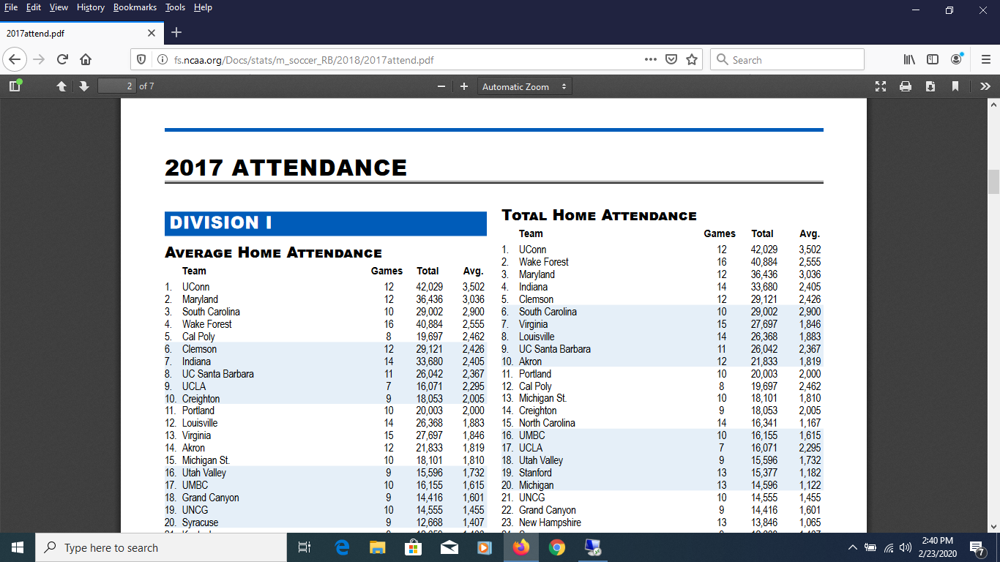 File Edit View History Bookmarks Tools Help
2017attend.pdf
fs.ncaa.org/Docs/stats/m_soccer_RB/2018/2017attend.pdf
Search
2 of 7
Automatic Zoom
2017 ATTENDANCE
DIVISION I
AVERAGE HOME ATTENDANCE
Team Games Total Avg.
1. UConn 12 42,029 3,502
2. Maryland 12 36,436 3,036
3. South Carolina 10 29,002 2,900
4. Wake Forest 16 40,884 2,555
5. Cal Poly 8 19,697 2,462
6. Clemson 12 29,121 2,426
7. Indiana 14 33,680 2,405
8. UC Santa Barbara 11 26,042 2,367
9. UCLA 7 16,071 2,295
10. Creighton 9 18,053 2,005
11. Portland 10 20,003 2,000
12. Louisville 14 26,368 1,883
13. Virginia 15 27,697 1,846
14. Akron 12 21,833 1,819
15. Michigan St. 10 18,101 1,810
16. Utah Valley 9 15,596 1,732
17. UMBC 10 16,155 1,615
18. Grand Canyon 9 14,416 1,601
19. UNCG 10 14,555 1,455
20. Syracuse 9 12,668 1,407
TOTAL HOME ATTENDANCE
Team Games Total Avg.
1. UConn 12 42,029 3,502
2. Wake Forest 16 40,884 2,555
3. Maryland 12 36,436 3,036
4. Indiana 14 33,680 2,405
5. Clemson 12 29,121 2,426
6. South Carolina 10 29,002 2,900
7. Virginia 15 27,697 1,846
8. Louisville 14 26,368 1,883
9. UC Santa Barbara 11 26,042 2,367
10. Akron 12 21,833 1,819
11. Portland 10 20,003 2,000
12. Cal Poly 8 19,697 2,462
13. Michigan St. 10 18,101 1,810
14. Creighton 9 18,053 2,005
15. North Carolina 14 16,341 1,167
16. UMBC 10 16,155 1,615
17. UCLA 7 16,071 2,295
18. Utah Valley 9 15,596 1,732
19. Stanford 13 15,377 1,182
20. Michigan 13 14,596 1,122
21. UNCG 10 14,555 1,455
22. Grand Canyon 9 14,416 1,601
23. New Hampshire 13 13,846 1,065
Type here to search
2:40 PM
2/23/2020
7